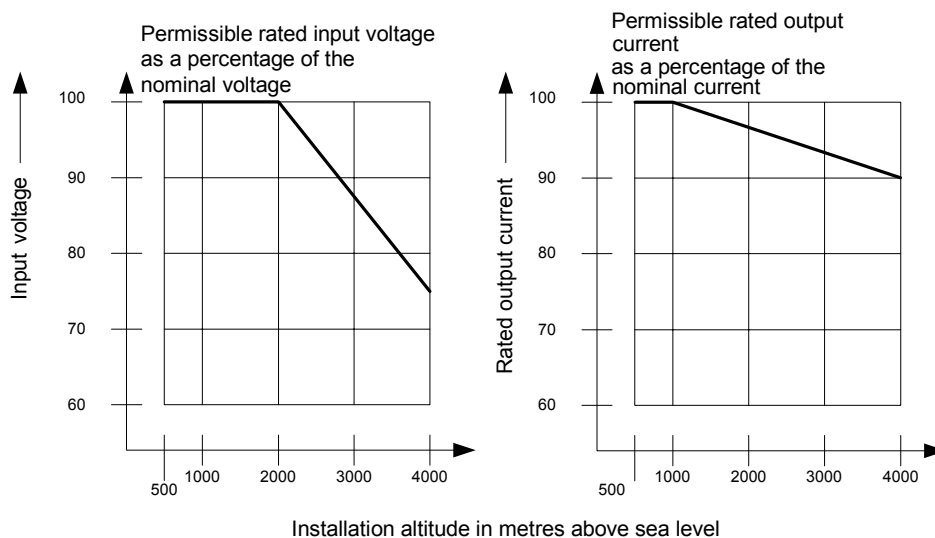 Permissible rated input voltage
as a percentage of the
nominal voltage
Input voltage
100
90
80
70
60
500
1000
2000
3000
4000
Permissible rated output
current
as a percentage of the
nominal current
Rated output current
100
90
80
70
60
500
1000
2000
3000
4000
Installation altitude in metres above sea level